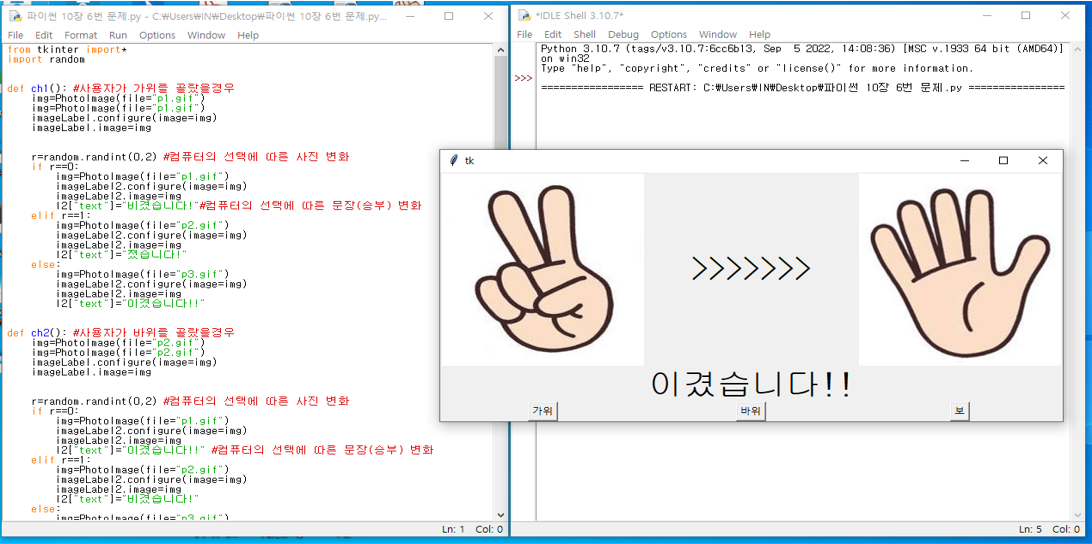 파이썬 10장 6번 문제.py - C:₩Users₩IN₩Desktop₩파이썬 10장 6번 문제.py...
File Edit Format Run Options Window Help
from tkinter import*
import random
def ch1(): #사용자가 가위를 골랐을경우
img=PhotoImage(file="p1.gif")
img=PhotoImage(file="p1.gif")
imageLabel.configure(image=img)
imageLabel.image=img
r=random.randint(0,2) #컴퓨터의 선택에 따른 사진 변화
if r==0:
img=PhotoImage(file="p1.gif")
imageLabel2.configure(image=img)
imageLabel2.image=img
l2["text"]="비겼습니다!"#컴퓨터의 선택에 따른 문장(승부) 변화
elif r==1:
img=PhotoImage(file="p2.gif")
imageLabel2.configure(image=img)
imageLabel2.image=img
l2["text"]="졌습니다!"
else:
img=PhotoImage(file="p3.gif")
imageLabel2.configure(image=img)
imageLabel2.image=img
l2["text"]="이겼습니다!!"
def ch2(): #사용자가 바위를 골랐을경우
img=PhotoImage(file="p2.gif")
img=PhotoImage(file="p2.gif")
imageLabel.configure(image=img)
imageLabel.image=img
r=random.randint(0,2) #컴퓨터의 선택에 따른 사진 변화
if r==0:
img=PhotoImage(file="p1.gif")
imageLabel2.configure(image=img)
imageLabel2.image=img
l2["text"]="이겼습니다!!" #컴퓨터의 선택에 따른 문장(승부) 변화
elif r==1:
img=PhotoImage(file="p2.gif")
imageLabel2.configure(image=img)
imageLabel2.image=img
l2["text"]="비겼습니다!"
else:
img=PhotoImage(file="p3.gif")
Ln: 1 Col: 0
*IDLE Shell 3.10.7*
File Edit Shell Debug Options Window Help
Python 3.10.7 (tags/v3.10.7:6cc6b13, Sep 5 2022, 14:08:36) [MSC v.1933 64 bit (AMD64)]
on win32
Type "help", "copyright", "credits" or "license()" for more information.
>>>
================= RESTART: C:₩Users₩IN₩Desktop₩파이썬 10장 6번 문제.py ================
tk
>>>>>>>
이겼습니다!!
가위 바위 보
Ln: 5 Col: 0